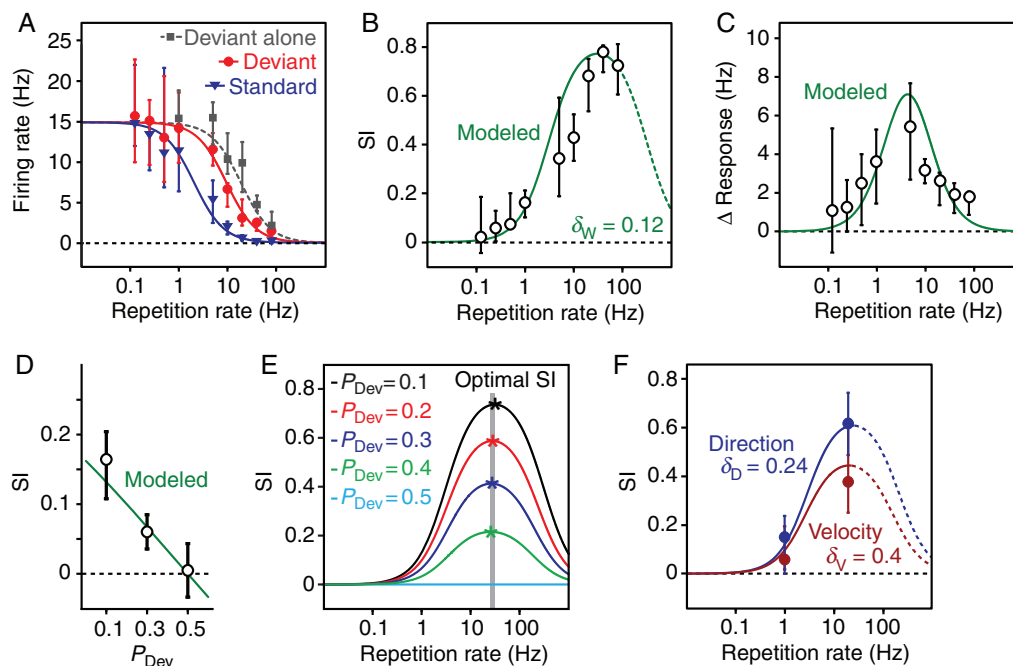 A
Firing rate (Hz)
25
20
15
10
5
0
Deviant alone
Deviant
Standard
0.1 1 10 100
Repetition rate (Hz)
B
SI
0.8
0.6
0.4
0.2
0
Modeled
δW = 0.12
0.1 1 10 100
Repetition rate (Hz)
C
Δ Response (Hz)
10
8
6
4
2
0
Modeled
0.1 1 10 100
Repetition rate (Hz)
D
SI
0.2
0.1
0
Modeled
0.1 0.3 0.5
PDev
E
SI
0.8
0.6
0.4
0.2
0
PDev = 0.1
PDev = 0.2
PDev = 0.3
PDev = 0.4
PDev = 0.5
Optimal SI
0.1 1 10 100
Repetition rate (Hz)
F
SI
0.8
0.6
0.4
0.2
0
Direction
δD = 0.24
Velocity
δV = 0.4
0.1 1 10 100
Repetition rate (Hz)